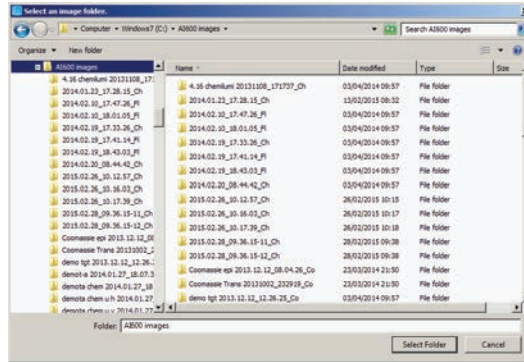 Select an image folder.
Computer Windows7 (C:) AI600 images
Search AI600 images
Organize New folder
AI600 images
4.16 chemilumi 20131108_171
2014.01.23_17.28.15_Ch
2014.02.10_17.47.26_Fl
2014.02.10_18.01.05_Fl
2014.02.19_17.33.26_Ch
2014.02.19_17.41.14_Fl
2014.02.19_18.43.03_Fl
2014.02.20_08.44.42_Ch
2015.02.26_10.12.57_Ch
2015.02.26_10.16.03_Ch
2015.02.26_10.17.39_Ch
2015.02.28_09.36.15-11_Ch
2015.02.28_09.36.15-12_Ch
Coomassie epi 2013.12.12_08
Coomassie Trans 20131002_2
demo tgt 2013.12.12_12.26.
demot-e 2014.01.27_18.07.3
demota chem 2014.01.27_18
demota chem u h 2014.01.27
demota chem u v 2014.01.27
Name Date modified Type Size
4.16 chemilumi 20131108_171737_Ch 03/04/2014 09:57 File folder
2014.01.23_17.28.15_Ch 13/02/2015 08:32 File folder
2014.02.10_17.47.26_Fl 03/04/2014 09:57 File folder
2014.02.10_18.01.05_Fl 03/04/2014 09:57 File folder
2014.02.19_17.33.26_Ch 03/04/2014 09:57 File folder
2014.02.19_17.41.14_Fl 03/04/2014 09:57 File folder
2014.02.19_18.43.03_Fl 03/04/2014 09:57 File folder
2014.02.20_08.44.42_Ch 03/04/2014 09:57 File folder
2015.02.26_10.12.57_Ch 26/02/2015 10:15 File folder
2015.02.26_10.16.03_Ch 26/02/2015 10:17 File folder
2015.02.26_10.17.39_Ch 26/02/2015 10:18 File folder
2015.02.28_09.36.15-11_Ch 28/02/2015 09:38 File folder
2015.02.28_09.36.15-12_Ch 28/02/2015 09:38 File folder
Coomassie epi 2013.12.12_08.04.26_Co 23/03/2014 21:50 File folder
Coomassie Trans 20131002_232919_Co 23/03/2014 21:50 File folder
demo tgt 2013.12.12_12.26.25_Co 03/04/2014 09:57 File folder
Folder: AI600 images
Select Folder Cancel